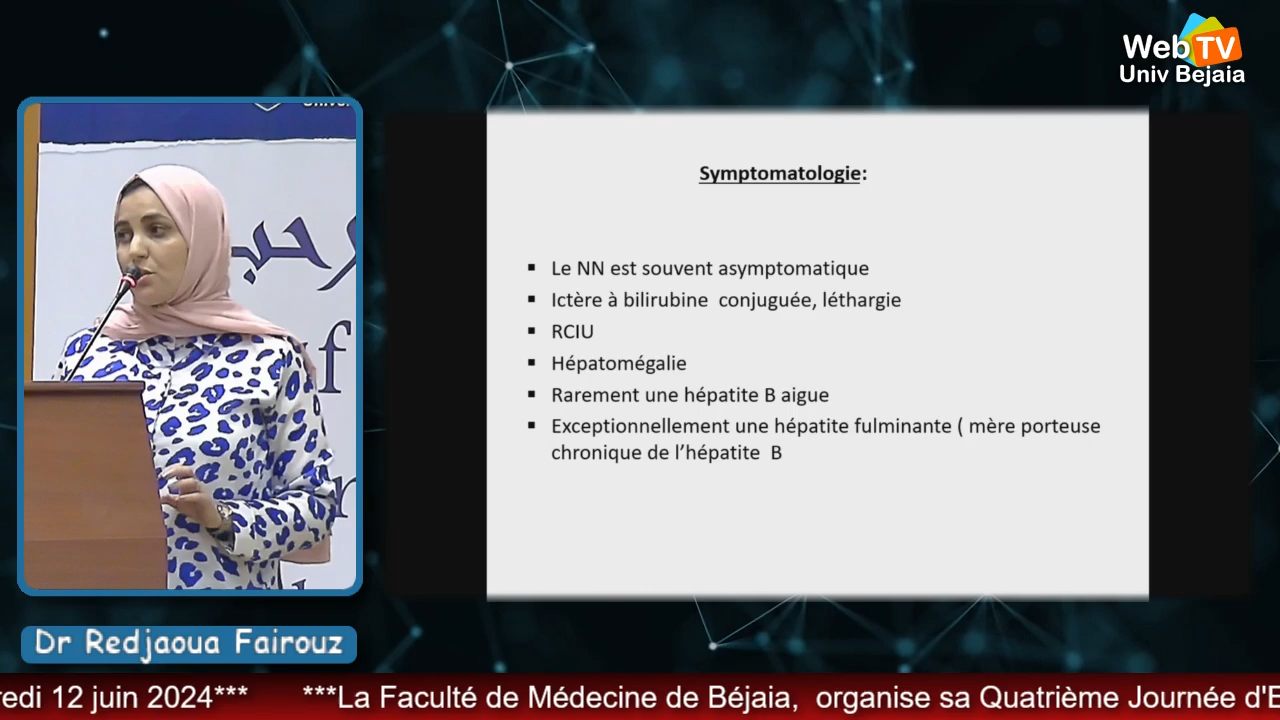 Web TV
Univ Bejaia
Symptomatologie:
▪ Le NN est souvent asymptomatique
▪ Ictère à bilirubine conjuguée, léthargie
▪ RCIU
▪ Hépatomégalie
▪ Rarement une hépatite B aigue
▪ Exceptionnellement une hépatite fulminante ( mère porteuse
chronique de l’hépatite B
Dr Redjaoua Fairouz
redi 12 juin 2024*** ***La Faculté de Médecine de Béjaia, organise sa Quatrième Journée d'E